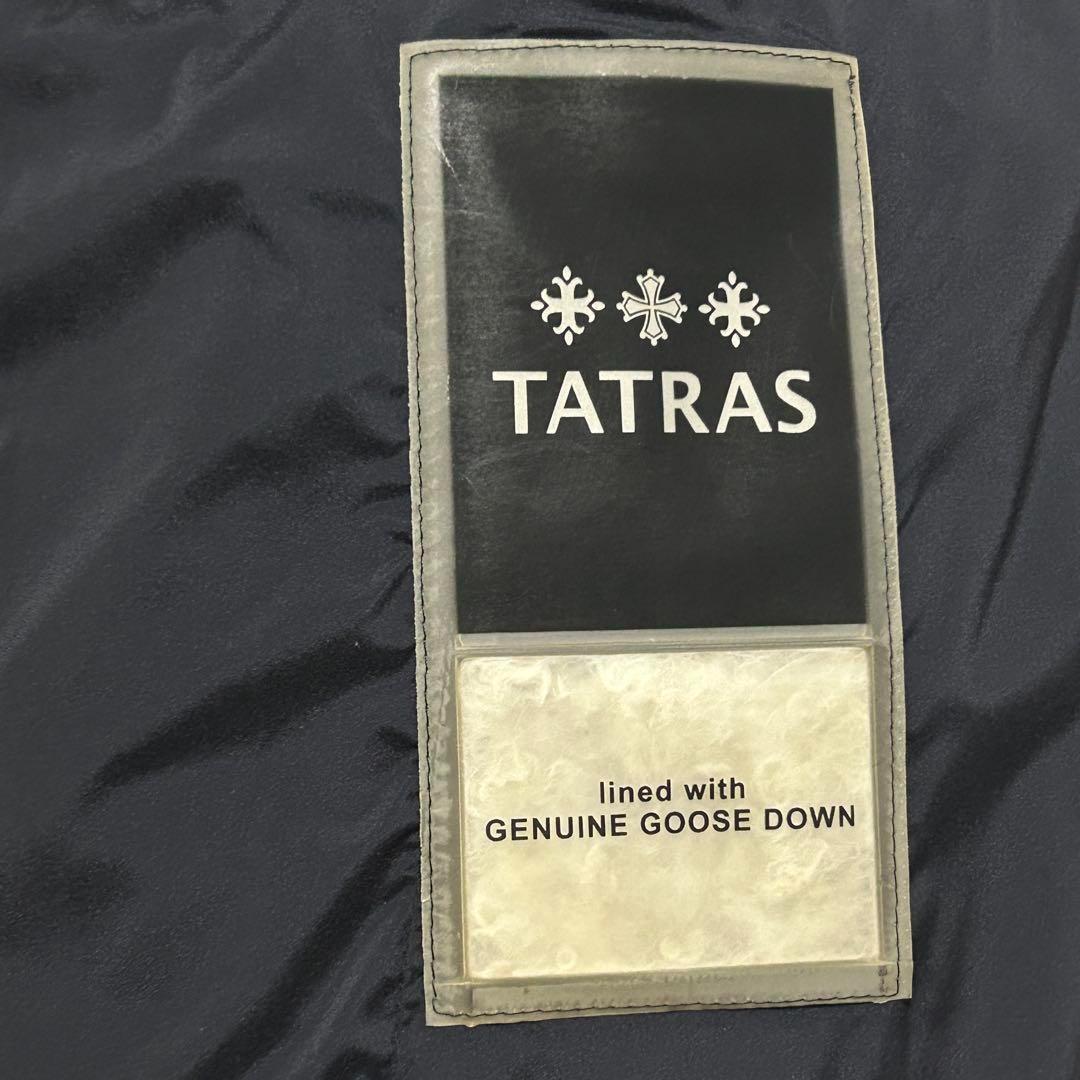 TATRAS
lined with
GENUINE GOOSE DOWN